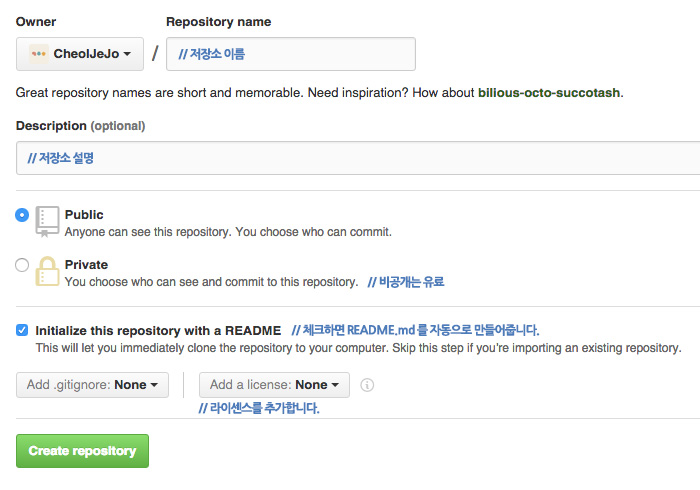 Owner Repository name
CheolJeJo / // 저장소 이름
Great repository names are short and memorable. Need inspiration? How about bilious-octo-succotash.
Description (optional)
// 저장소 설명
Public
Anyone can see this repository. You choose who can commit.
Private
You choose who can see and commit to this repository. // 비공개는 유료
Initialize this repository with a README // 체크하면 README.md 를 자동으로 만들어줍니다.
This will let you immediately clone the repository to your computer. Skip this step if you're importing an existing repository.
Add .gitignore: None Add a license: None
// 라이센스를 추가합니다.
Create repository